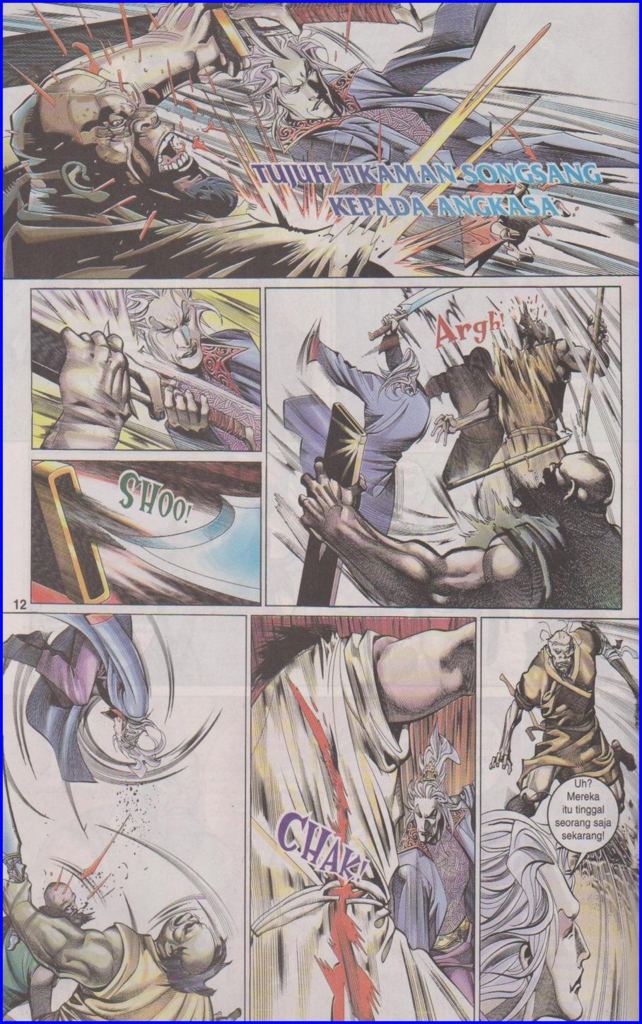 TUJUH TIKAMAN SONGSANG
KEPADA ANGKASA
Argh!
SHOO!
12
CHAK!
Uh?
Mereka
itu tinggal
seorang saja
sekarang!